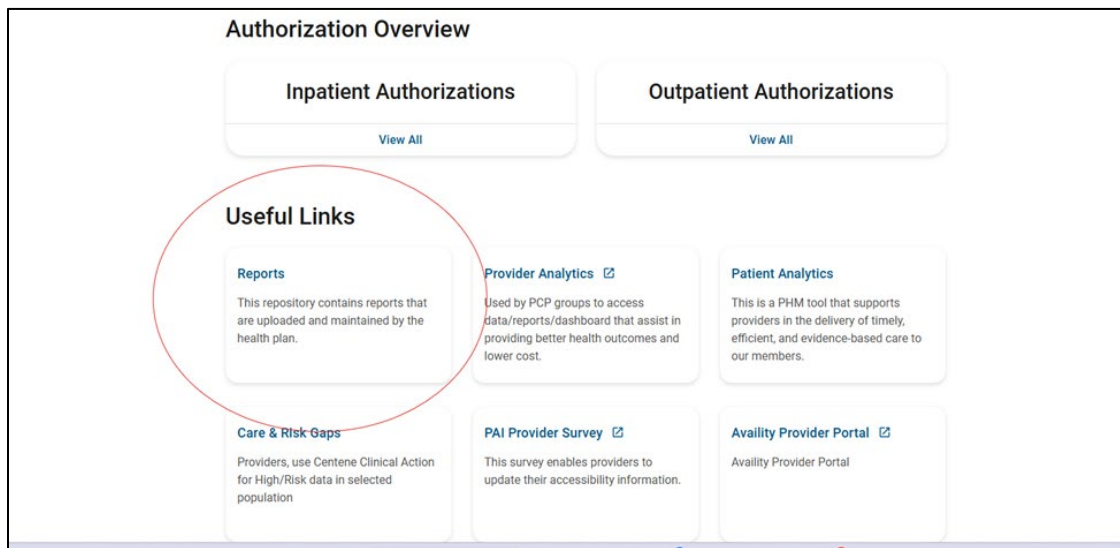 Authorization Overview
Inpatient Authorizations
Outpatient Authorizations
View All
View All
Useful Links
Reports
This repository contains reports that
are uploaded and maintained by the
health plan.
Provider Analytics
Used by PCP groups to access
data/reports/dashboard that assist in
providing better health outcomes and
lower cost.
Patient Analytics
This is a PHM tool that supports
providers in the delivery of timely,
efficient, and evidence-based care to
our members.
Care & Risk Gaps
Providers, use Centene Clinical Action
for High/Risk data in selected
population
PAI Provider Survey
This survey enables providers to
update their accessibility information.
Availity Provider Portal
Availity Provider Portal